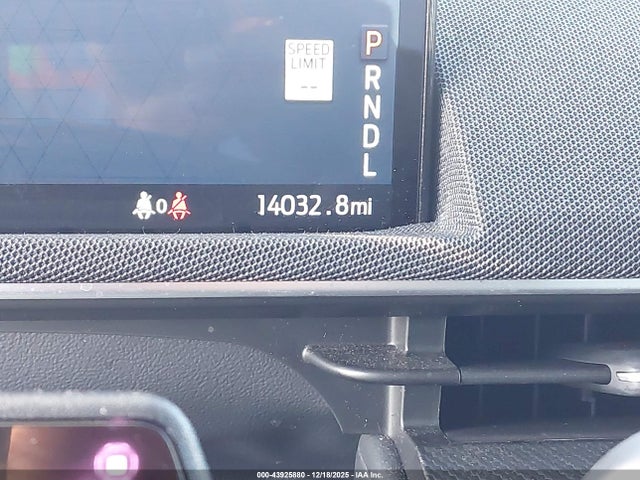 SPEED
LIMIT
--
P
R
N
D
L
0
14032.8mi
000-43925880 - 12/18/2025 - IAA Inc.